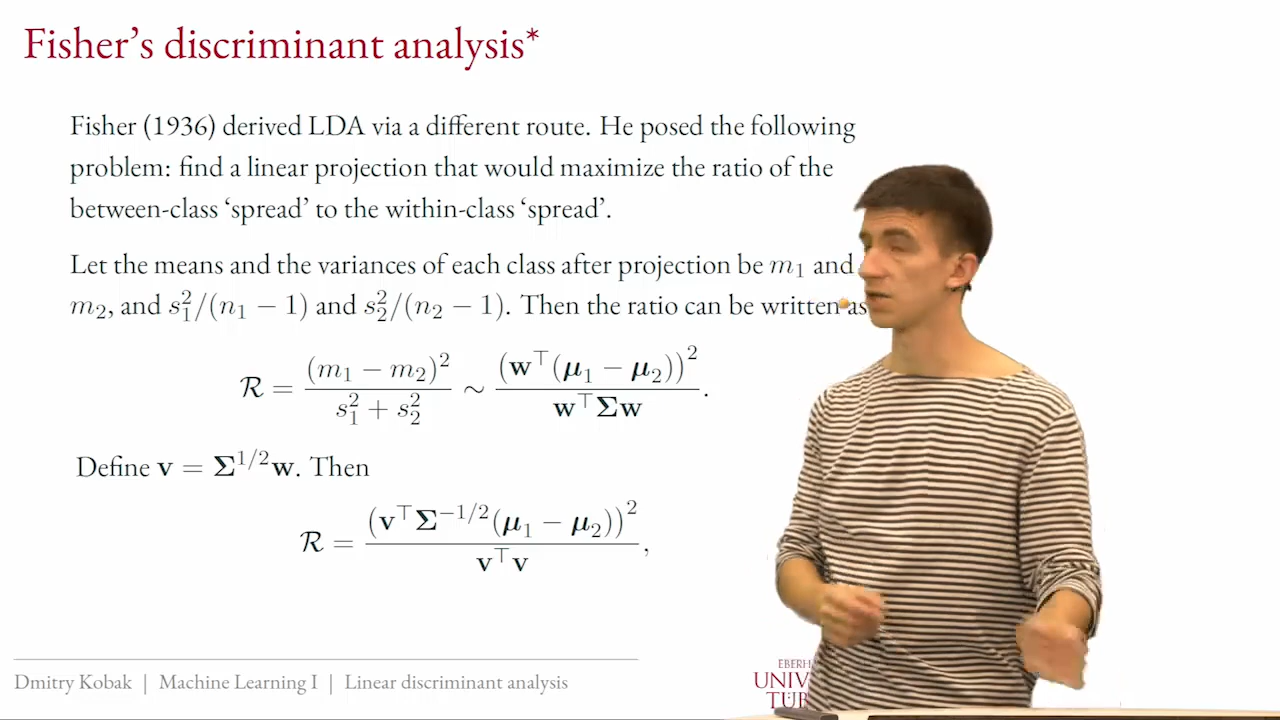 Fisher's discriminant analysis*
Fisher (1936) derived LDA via a different route. He posed the following
problem: find a linear projection that would maximize the ratio of the
between-class ‘spread’ to the within-class ‘spread’.
Let the means and the variances of each class after projection be m₁ and
m₂, and s₁²/(n₁ − 1) and s₂²/(n₂ − 1). Then the ratio can be written as
ℛ = (m₁ − m₂)² / (s₁² + s₂²) ∼ (w⊤(μ₁ − μ₂))² / (w⊤Σw).
Define v = Σ^{1/2}w. Then
ℛ = (v⊤Σ^{−1/2}(μ₁ − μ₂))² / (v⊤v),
Dmitry Kobak | Machine Learning I | Linear discriminant analysis